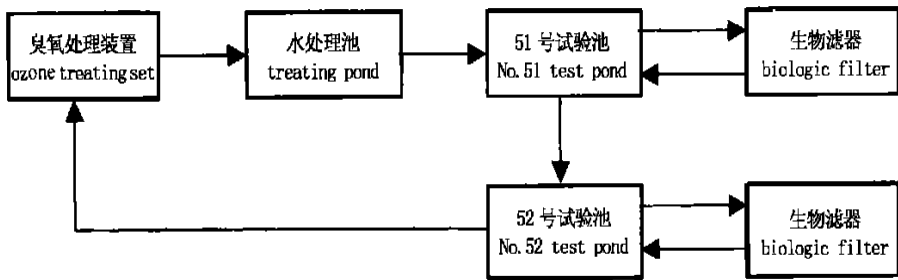 臭氧处理装置
ozone treating set
水处理池
treating pond
51 号试验池
No.51 test pond
生物滤器
biologic filter
52 号试验池
No.52 test pond
生物滤器
biologic filter